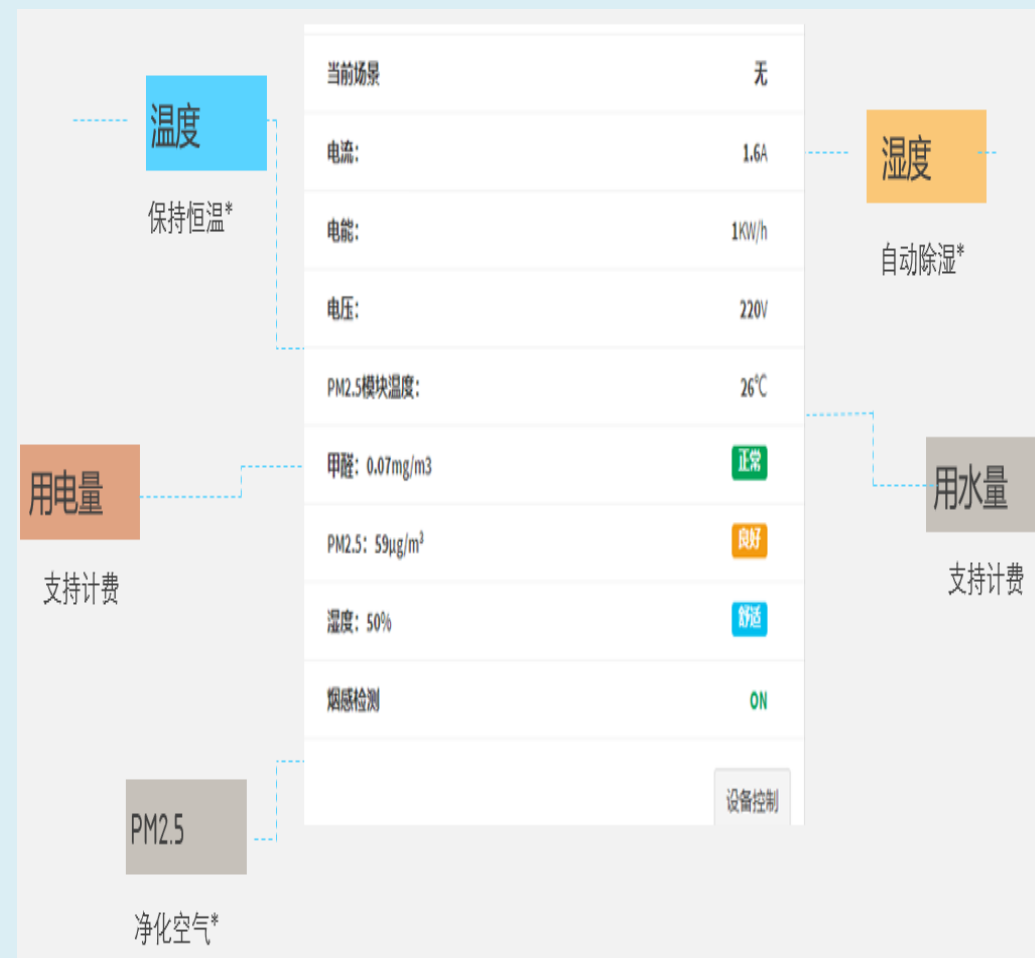 当前场景 无
温度
电流： 1.6A
湿度
保持恒温*
电能： 1KW/h
自动除湿*
电压： 220V
PM2.5模块温度： 26℃
用电量
甲醛：0.07mg/m3 正常
用水量
PM2.5：59μg/m³ 良好
支持计费
支持计费
湿度：50% 舒适
烟感检测 ON
设备控制
PM2.5
净化空气*